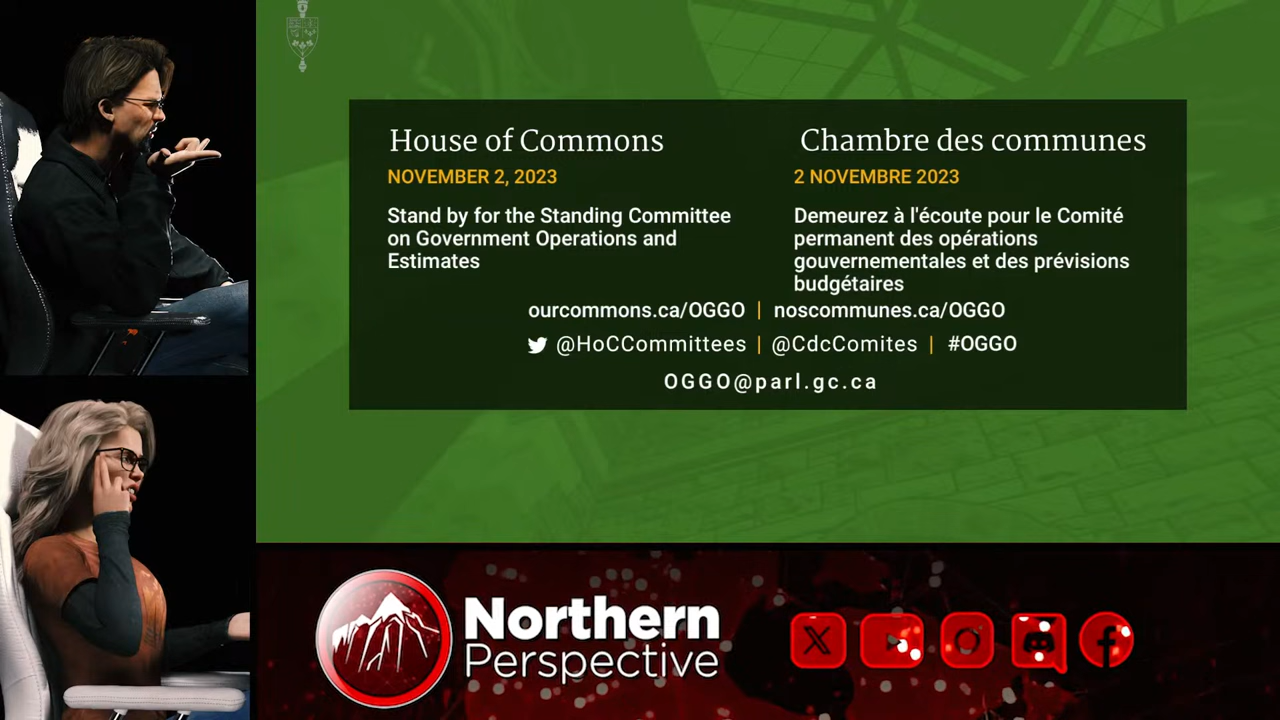 House of Commons
NOVEMBER 2, 2023
Stand by for the Standing Committee
on Government Operations and
Estimates
Chambre des communes
2 NOVEMBRE 2023
Demeurez à l'écoute pour le Comité
permanent des opérations
gouvernementales et des prévisions
budgétaires
ourcommons.ca/OGGO | noscommunes.ca/OGGO
@HoCCommittees | @CdcComites | #OGGO
OGGO@parl.gc.ca
Northern
Perspective